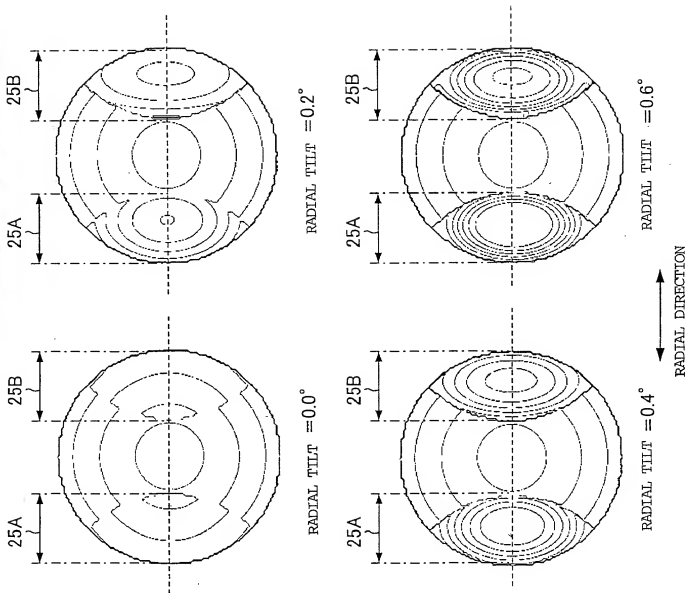 25A
25B
RADIAL TILT =0.0°
25A
25B
RADIAL TILT =0.2°
25A
25B
RADIAL TILT =0.4°
25A
25B
RADIAL TILT =0.6°
RADIAL DIRECTION